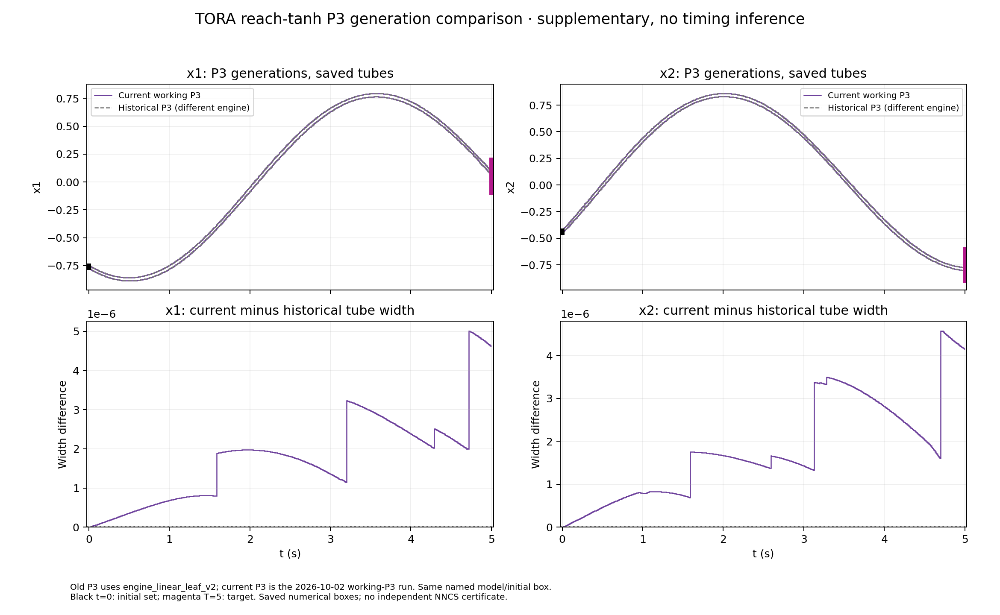 TORA reach-tanh P3 generation comparison · supplementary, no timing inference
x1: P3 generations, saved tubes
Current working P3
Historical P3 (different engine)
0.75
0.50
0.25
0.00
−0.25
−0.50
−0.75
x1
x2: P3 generations, saved tubes
Current working P3
Historical P3 (different engine)
0.75
0.50
0.25
0.00
−0.25
−0.50
−0.75
x2
x1: current minus historical tube width
1e−6
5
4
3
2
1
0
Width difference
0 1 2 3 4 5
t (s)
x2: current minus historical tube width
1e−6
4
3
2
1
0
Width difference
0 1 2 3 4 5
t (s)
Old P3 uses engine_linear_leaf_v2; current P3 is the 2026-10-02 working-P3 run. Same named model/initial box.
Black t=0: initial set; magenta T=5: target. Saved numerical boxes; no independent NNCS certificate.